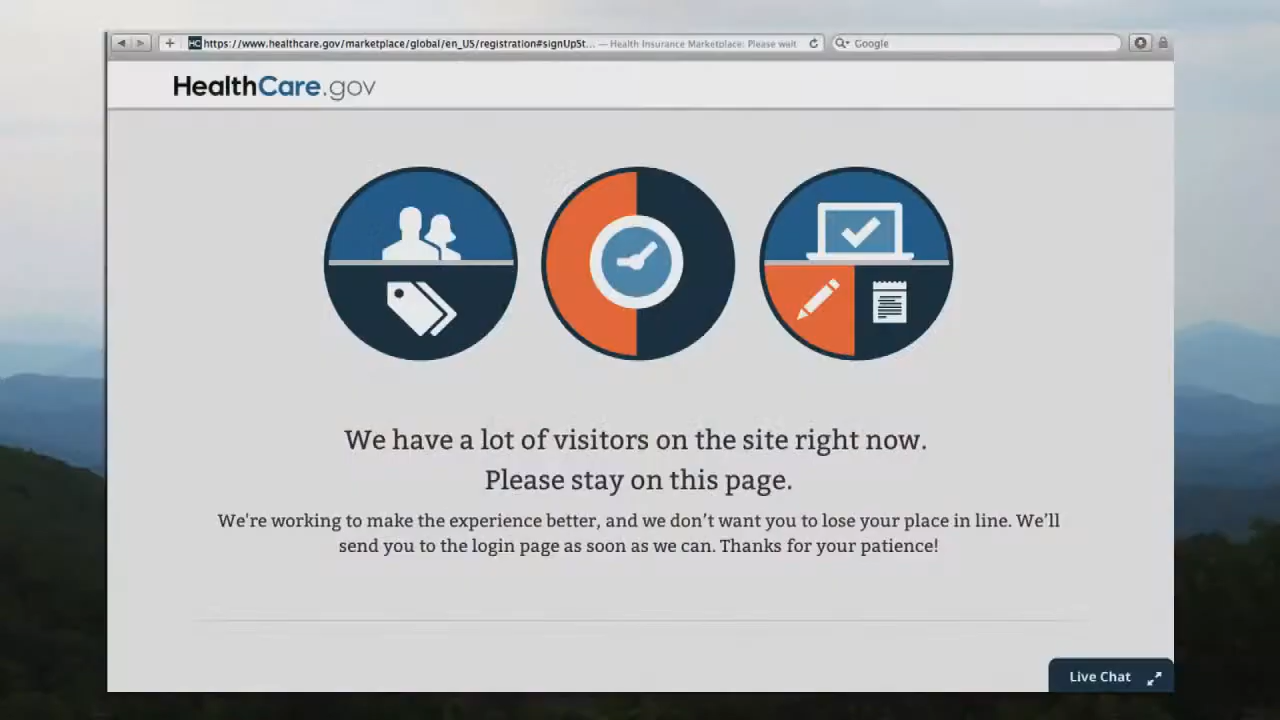 https://www.healthcare.gov/marketplace/global/en_US/registration#signUpSt... — Health Insurance Marketplace: Please wait
Google
HealthCare.gov
We have a lot of visitors on the site right now.
Please stay on this page.
We're working to make the experience better, and we don't want you to lose your place in line. We'll
send you to the login page as soon as we can. Thanks for your patience!
Live Chat